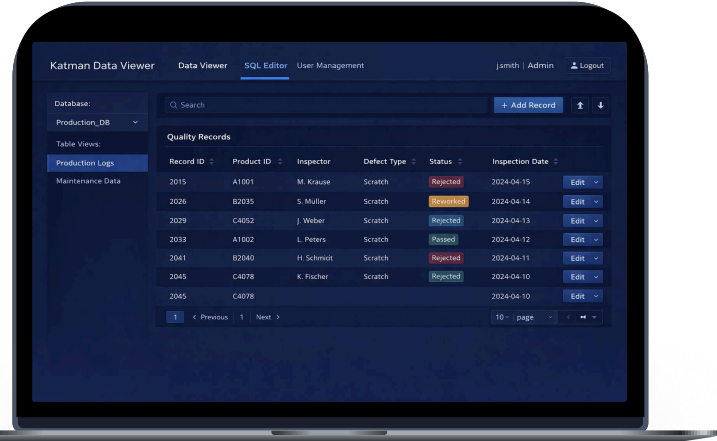 Katman Data Viewer Data Viewer SQL Editor User Management j.smith | Admin Logout
Database:
Production_DB
Table Views:
Production Logs
Maintenance Data
Search + Add Record
Quality Records
Record ID Product ID Inspector Defect Type Status Inspection Date
2015 A1001 M. Krause Scratch Rejected 2024-04-15 Edit
2026 B2035 S. Müller Scratch Reworked 2024-04-14 Edit
2029 C4052 J. Weber Scratch Rejected 2024-04-13 Edit
2033 A1002 L. Peters Scratch Passed 2024-04-12 Edit
2041 B2040 H. Schmidt Scratch Rejected 2024-04-11 Edit
2045 C4078 K. Fischer Scratch Rejected 2024-04-10 Edit
2045 C4078 2024-04-10 Edit
1 < Previous 1 Next > 10 page